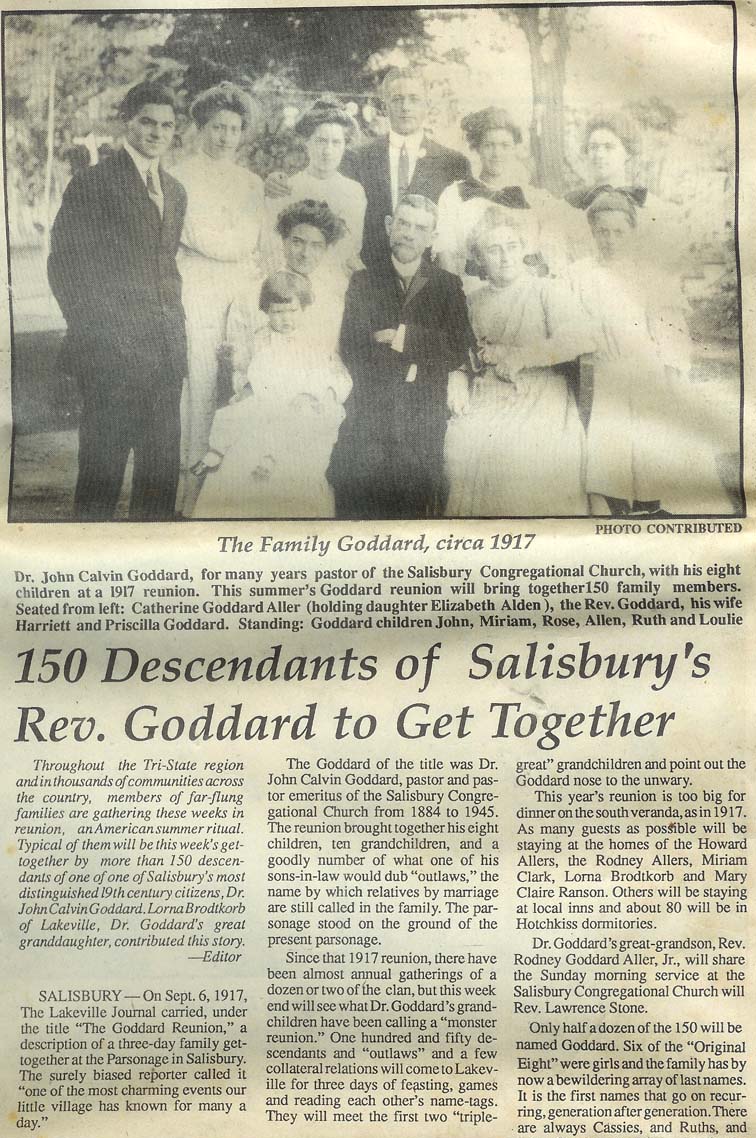 PHOTO CONTRIBUTED
The Family Goddard, circa 1917
Dr. John Calvin Goddard, for many years pastor of the Salisbury Congregational Church, with his eight
children at a 1917 reunion. This summer's Goddard reunion will bring together150 family members.
Seated from left: Catherine Goddard Aller (holding daughter Elizabeth Alden ), the Rev. Goddard, his wife
Harriett and Priscilla Goddard. Standing: Goddard children John, Miriam, Rose, Allen, Ruth and Loulie
150 Descendants of Salisbury's
Rev. Goddard to Get Together
Throughout the Tri-State region
and in thousands of communities across
the country, members of far-flung
families are gathering these weeks in
reunion, an American summer ritual.
Typical of them will be this week's get-
together by more than 150 descen-
dants of one of one of Salisbury's most
distinguished 19th century citizens, Dr.
John Calvin Goddard. Lorna Brodtkorb
of Lakeville, Dr. Goddard's great
granddaughter, contributed this story.
—Editor
SALISBURY — On Sept. 6, 1917,
The Lakeville Journal carried, under
the title "The Goddard Reunion," a
description of a three-day family get-
together at the Parsonage in Salisbury.
The surely biased reporter called it
"one of the most charming events our
little village has known for many a
day."
The Goddard of the title was Dr.
John Calvin Goddard, pastor and pas-
tor emeritus of the Salisbury Congre-
gational Church from 1884 to 1945.
The reunion brought together his eight
children, ten grandchildren, and a
goodly number of what one of his
sons-in-law would dub "outlaws," the
name by which relatives by marriage
are still called in the family. The par-
sonage stood on the ground of the
present parsonage.
Since that 1917 reunion, there have
been almost annual gatherings of a
dozen or two of the clan, but this week
end will see what Dr. Goddard's grand-
children have been calling a "monster
reunion." One hundred and fifty de-
scendants and "outlaws" and a few
collateral relations will come to Lakev-
ille for three days of feasting, games
and reading each other's name-tags.
They will meet the first two "triple-
great" grandchildren and point out the
Goddard nose to the unwary.
This year's reunion is too big for
dinner on the south veranda, as in 1917.
As many guests as possible will be
staying at the homes of the Howard
Allers, the Rodney Allers, Miriam
Clark, Lorna Brodtkorb and Mary
Claire Ranson. Others will be staying
at local inns and about 80 will be in
Hotchkiss dormitories.
Dr. Goddard's great-grandson, Rev.
Rodney Goddard Aller, Jr., will share
the Sunday morning service at the
Salisbury Congregational Church will
Rev. Lawrence Stone.
Only half a dozen of the 150 will be
named Goddard. Six of the "Original
Eight" were girls and the family has by
now a bewildering array of last names.
It is the first names that go on recur-
ring, generation after generation. There
are always Cassies, and Ruths, and